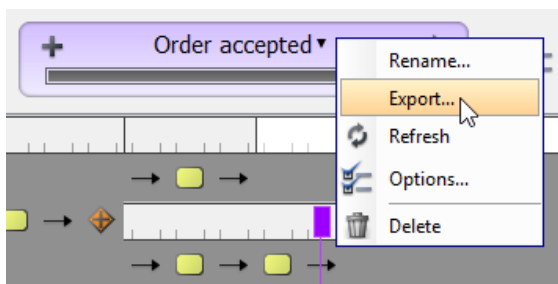 Order accepted
Rename...
Export...
Refresh
Options...
Delete